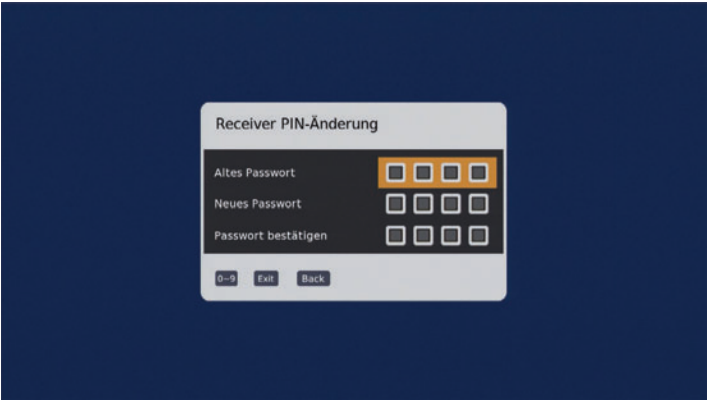 Receiver PIN-Änderung
Altes Passwort
Neues Passwort
Passwort bestätigen
0~9 Exit Back